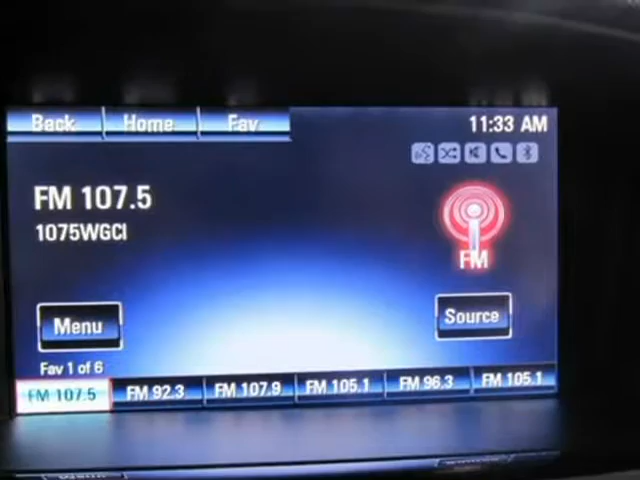 Back Home Fav 11:33 AM
FM 107.5
1075WGCI
FM
Menu Source
Fav 1 of 6
FM 107.5 FM 92.3 FM 107.9 FM 105.1 FM 96.3 FM 105.1